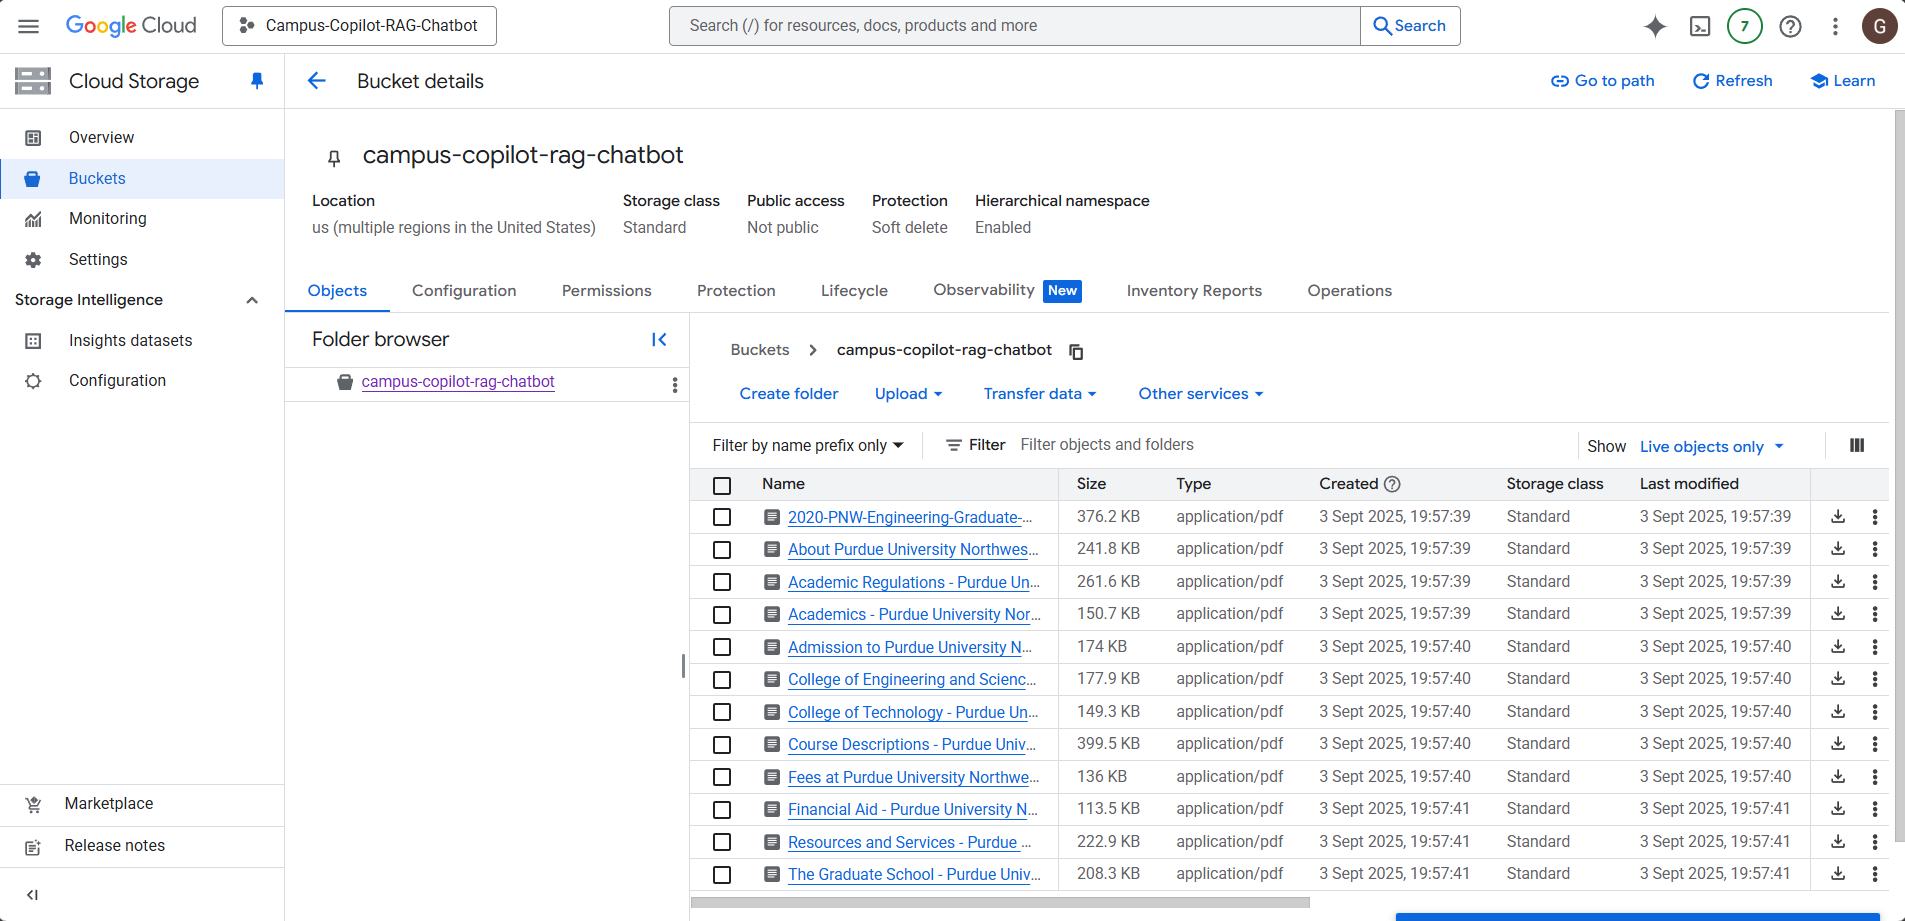 Google Cloud
Campus-Copilot-RAG-Chatbot
Search (/) for resources, docs, products and more
Search
7
G
Cloud Storage
Bucket details
Go to path
Refresh
Learn
Overview
Buckets
Monitoring
Settings
Storage Intelligence
Insights datasets
Configuration
Marketplace
Release notes
campus-copilot-rag-chatbot
Location Storage class Public access Protection Hierarchical namespace
us (multiple regions in the United States) Standard Not public Soft delete Enabled
Objects Configuration Permissions Protection Lifecycle Observability New Inventory Reports Operations
Folder browser
campus-copilot-rag-chatbot
Buckets > campus-copilot-rag-chatbot
Create folder Upload Transfer data Other services
Filter by name prefix only Filter Filter objects and folders Show Live objects only
Name Size Type Created Storage class Last modified
2020-PNW-Engineering-Graduate-... 376.2 KB application/pdf 3 Sept 2025, 19:57:39 Standard 3 Sept 2025, 19:57:39
About Purdue University Northwes... 241.8 KB application/pdf 3 Sept 2025, 19:57:39 Standard 3 Sept 2025, 19:57:39
Academic Regulations - Purdue Un... 261.6 KB application/pdf 3 Sept 2025, 19:57:39 Standard 3 Sept 2025, 19:57:39
Academics - Purdue University Nor... 150.7 KB application/pdf 3 Sept 2025, 19:57:39 Standard 3 Sept 2025, 19:57:39
Admission to Purdue University N... 174 KB application/pdf 3 Sept 2025, 19:57:40 Standard 3 Sept 2025, 19:57:40
College of Engineering and Scienc... 177.9 KB application/pdf 3 Sept 2025, 19:57:40 Standard 3 Sept 2025, 19:57:40
College of Technology - Purdue Un... 149.3 KB application/pdf 3 Sept 2025, 19:57:40 Standard 3 Sept 2025, 19:57:40
Course Descriptions - Purdue Univ... 399.5 KB application/pdf 3 Sept 2025, 19:57:40 Standard 3 Sept 2025, 19:57:40
Fees at Purdue University Northwe... 136 KB application/pdf 3 Sept 2025, 19:57:40 Standard 3 Sept 2025, 19:57:40
Financial Aid - Purdue University N... 113.5 KB application/pdf 3 Sept 2025, 19:57:41 Standard 3 Sept 2025, 19:57:41
Resources and Services - Purdue ... 222.9 KB application/pdf 3 Sept 2025, 19:57:41 Standard 3 Sept 2025, 19:57:41
The Graduate School - Purdue Univ... 208.3 KB application/pdf 3 Sept 2025, 19:57:41 Standard 3 Sept 2025, 19:57:41